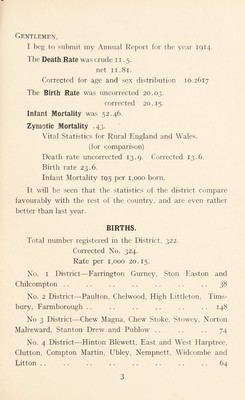 GENTLEMEN,
I beg to submit my Annual Report for the year 1914.
The Death Rate was crude 11.5.
net 11.81.
Corrected for age and sex distribution 10.2617
The Birth Rate was uncorrected 20.03.
corrected 20.15.
Infant Mortality was 52.46.
Zymotic Mortality .43.
Vital Statistics for Rural England and Wales.
(for comparison)
Death rate uncorrected 13.9. Corrected 13.6.
Birth rate 23.6.
Infant Mortality 105 per 1,000 born.
It will be seen that the statistics of the district compare
favourably with the rest of the country, and are even rather
better than last year.
BIRTHS.
Total number registered in the District, 322.
Corrected No. 324.
Rate per 1,000 20.15.
No. 1 District—Farrington Gurney, Ston Easton and
Chilcompton .. .. .. .. .. .. .. 38
No. 2 District—Paulton, Chelwood, High Littleton, Tims-
bury, Farmborough .. .. .. .. .. .. 148
No 3 District—Chew Magna, Chew Stoke, Stowey, Norton
Malreward, Stanton Drew and Publow .. .. .. 74
No. 4 District—Hinton Blewett, East and West Harptree,
Clutton, Compton Martin, Ubley, Nempnett, Widcombe and
Litton .. .. .. .. .. .. .. .. 64
3